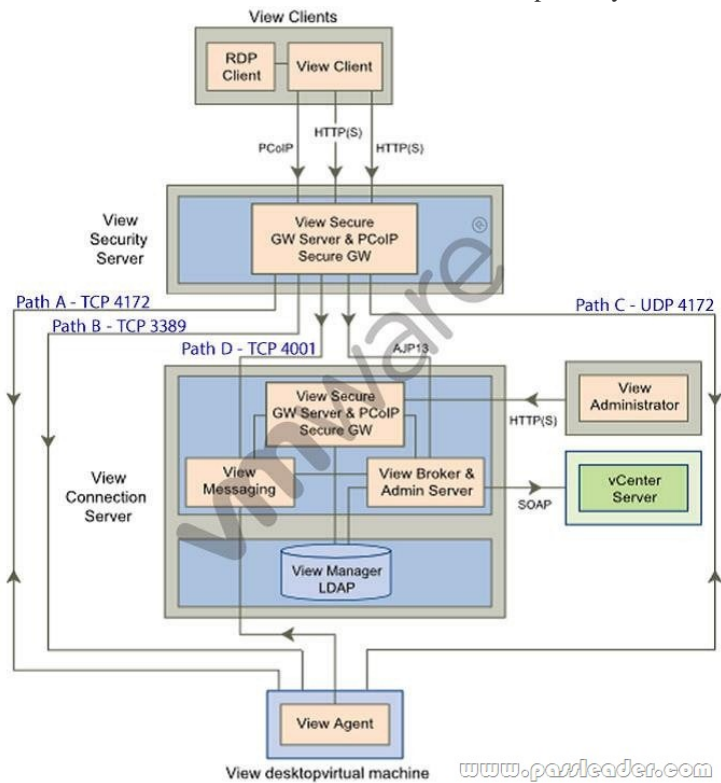 View Clients
RDP
Client
View Client
PCoIP
HTTP(S)
HTTP(S)
View
Security
Server
View Secure
GW Server & PCoIP
Secure GW
Path A - TCP 4172
Path B - TCP 3389
Path C - UDP 4172
Path D - TCP 4001
AJP13
View Secure
GW Server & PCoIP
Secure GW
HTTP(S)
View
Administrator
View
Connection
Server
View
Messaging
View Broker &
Admin Server
SOAP
vCenter
Server
View Manager
LDAP
View Agent
View desktopvirtual machine
vmware®
www.passleader.com